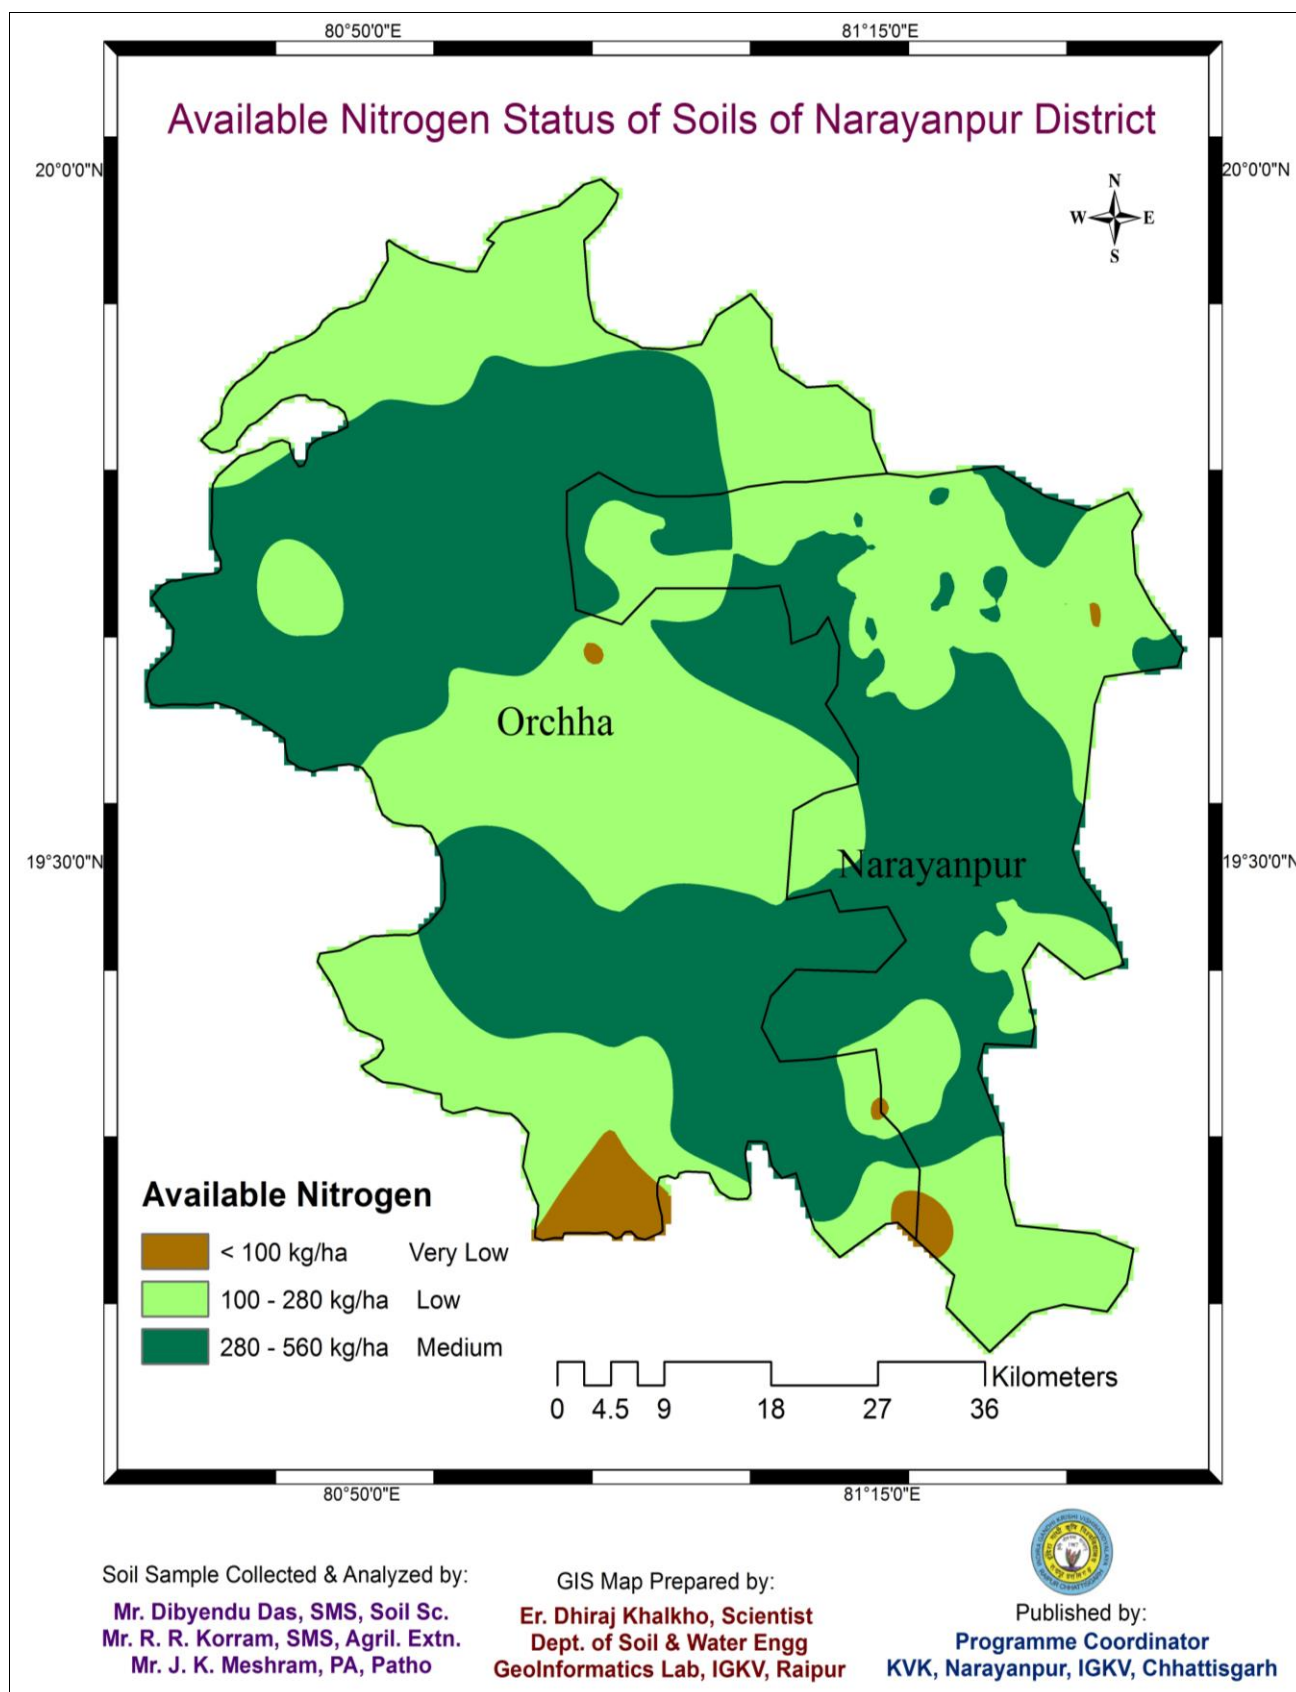 80°50'0"E 81°15'0"E
Available Nitrogen Status of Soils of Narayanpur District
20°0'0"N 20°0'0"N
N
W E
S
Orchha
19°30'0"N 19°30'0"N
Narayanpur
Available Nitrogen
< 100 kg/ha Very Low
100 - 280 kg/ha Low
280 - 560 kg/ha Medium
Kilometers
0 4.5 9 18 27 36
80°50'0"E 81°15'0"E
Soil Sample Collected & Analyzed by:
Mr. Dibyendu Das, SMS, Soil Sc.
Mr. R. R. Korram, SMS, Agril. Extn.
Mr. J. K. Meshram, PA, Patho
GIS Map Prepared by:
Er. Dhiraj Khalkho, Scientist
Dept. of Soil & Water Engg
GeoInformatics Lab, IGKV, Raipur
Published by:
Programme Coordinator
KVK, Narayanpur, IGKV, Chhattisgarh